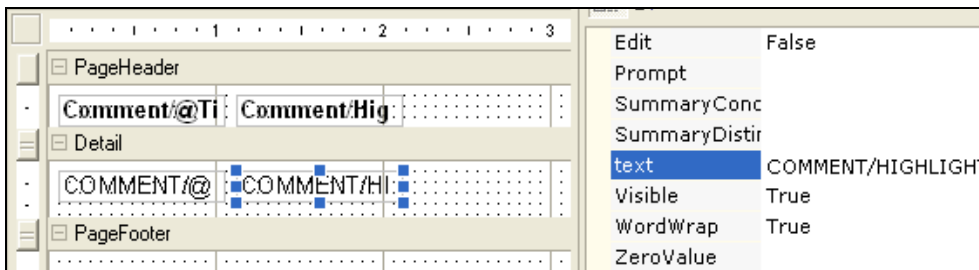 1 2 3
PageHeader
Comment/@Ti Comment/Hig
Detail
COMMENT/@ COMMENT/HI
PageFooter
Edit False
Prompt
SummaryConc
SummaryDistin
text COMMENT/HIGHLIGHT
Visible True
WordWrap True
ZeroValue